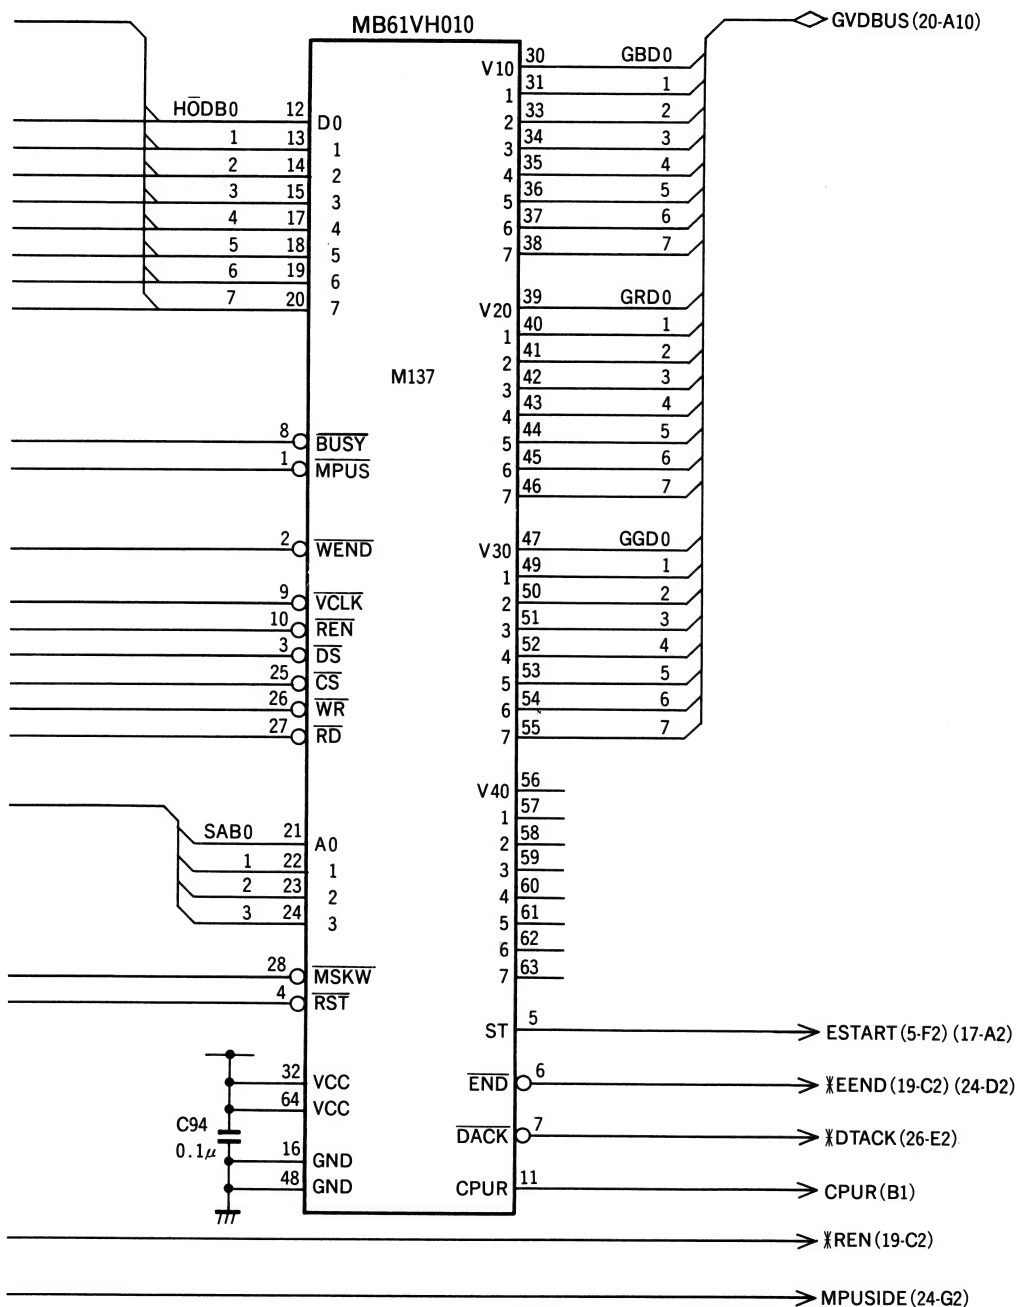 MB61VH010
GVDBUS (20-A10)
V10 30 GBD0
1 31 1
2 33 2
3 34 3
4 35 4
5 36 5
6 37 6
7 38 7
HODB0 12 D0
1 13 1
2 14 2
3 15 3
4 17 4
5 18 5
6 19 6
7 20 7
V20 39 GRD0
1 40 1
2 41 2
3 42 3
4 43 4
5 44 5
6 45 6
7 46 7
M137
8 BUSY
1 MPUS
2 WEND
9 VCLK
10 REN
3 DS
25 CS
26 WR
27 RD
V30 47 GGD0
1 49 1
2 50 2
3 51 3
4 52 4
5 53 5
6 54 6
7 55 7
V40 56
1 57
2 58
3 59
4 60
5 61
6 62
7 63
SAB0 21 A0
1 22 1
2 23 2
3 24 3
28 MSKW
4 RST
ST 5 ESTART (5-F2) (17-A2)
END 6 ※EEND (19-C2) (24-D2)
DACK 7 ※DTACK (26-E2)
CPUR 11 CPUR (B1)
32 VCC
64 VCC
C94
0.1μ
16 GND
48 GND
※REN (19-C2)
MPUSIDE (24-G2)